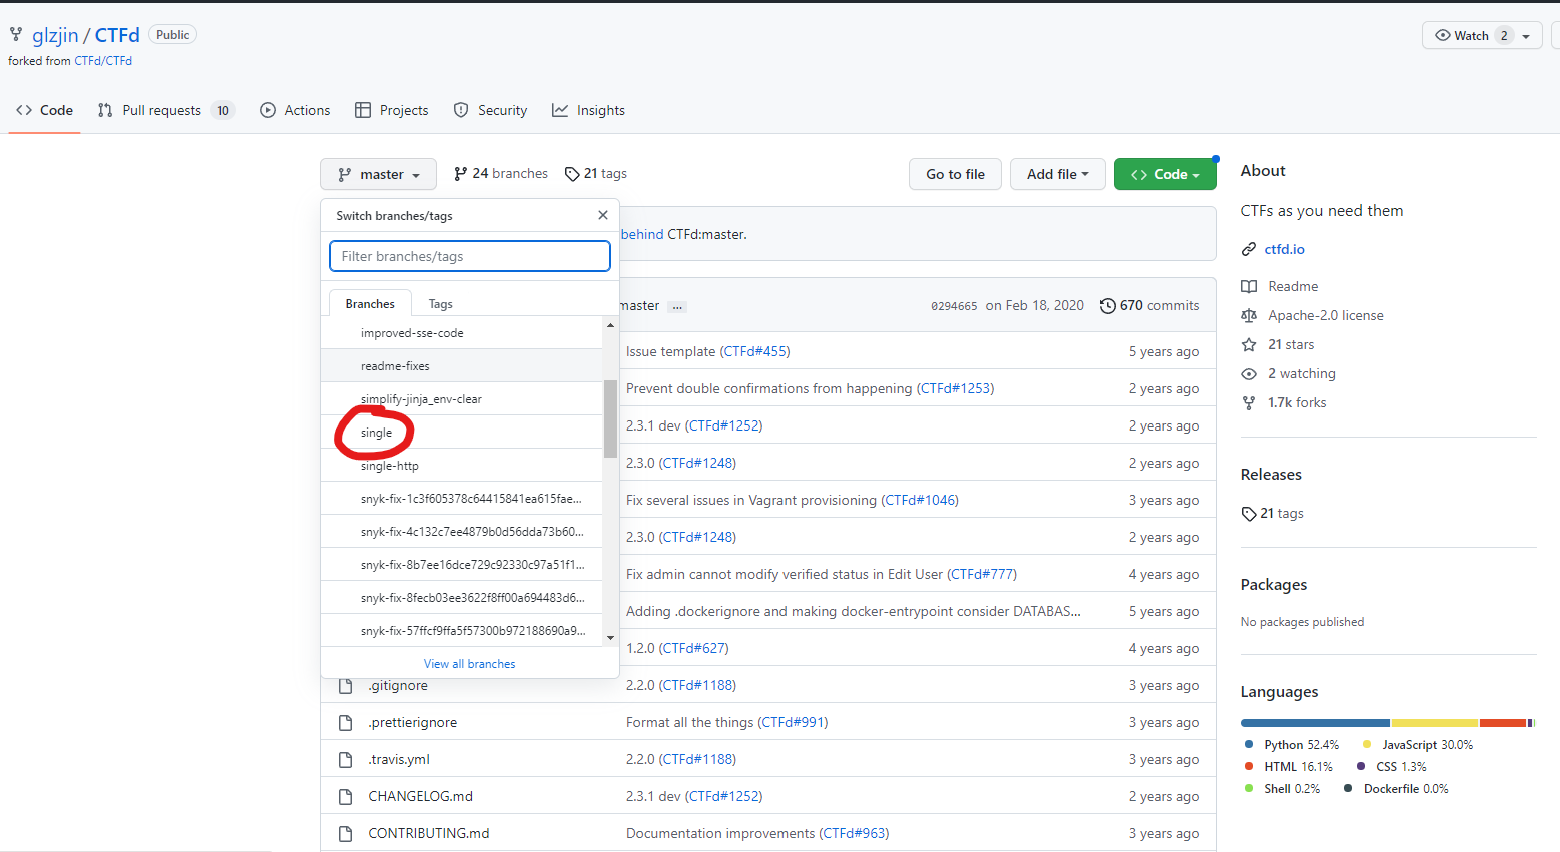 glzjin / CTFd Public
forked from CTFd/CTFd
Watch 2
Code Pull requests 10 Actions Projects Security Insights
master 24 branches 21 tags Go to file Add file Code
Switch branches/tags
Filter branches/tags
Branches Tags
improved-sse-code
readme-fixes
simplify-jinja_env-clear
single
single-http
snyk-fix-1c3f605378c64415841ea615fae...
snyk-fix-4c132c7ee4879b0d56dda73b60...
snyk-fix-8b7ee16dce729c92330c97a51f1...
snyk-fix-8fecb03ee3622f8ff00a694483d6...
snyk-fix-57ffcf9ffa5f57300b972188690a9...
View all branches
behind CTFd:master.
master ... 0294665 on Feb 18, 2020 670 commits
Issue template (CTFd#455) 5 years ago
Prevent double confirmations from happening (CTFd#1253) 2 years ago
2.3.1 dev (CTFd#1252) 2 years ago
2.3.0 (CTFd#1248) 2 years ago
Fix several issues in Vagrant provisioning (CTFd#1046) 3 years ago
2.3.0 (CTFd#1248) 2 years ago
Fix admin cannot modify verified status in Edit User (CTFd#777) 4 years ago
Adding .dockerignore and making docker-entrypoint consider DATABAS... 5 years ago
1.2.0 (CTFd#627) 4 years ago
.gitignore 2.2.0 (CTFd#1188) 3 years ago
.prettierignore Format all the things (CTFd#991) 3 years ago
.travis.yml 2.2.0 (CTFd#1188) 3 years ago
CHANGELOG.md 2.3.1 dev (CTFd#1252) 2 years ago
CONTRIBUTING.md Documentation improvements (CTFd#963) 3 years ago
About
CTFs as you need them
ctfd.io
Readme
Apache-2.0 license
21 stars
2 watching
1.7k forks
Releases
21 tags
Packages
No packages published
Languages
Python 52.4% JavaScript 30.0%
HTML 16.1% CSS 1.3%
Shell 0.2% Dockerfile 0.0%